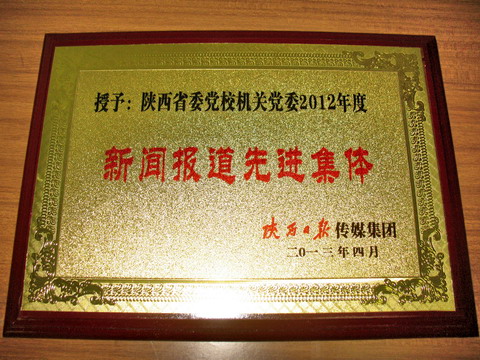 授予：陕西省委党校机关党委2012年度
新闻报道先进集体
陕西日报传媒集团
二〇一三年四月